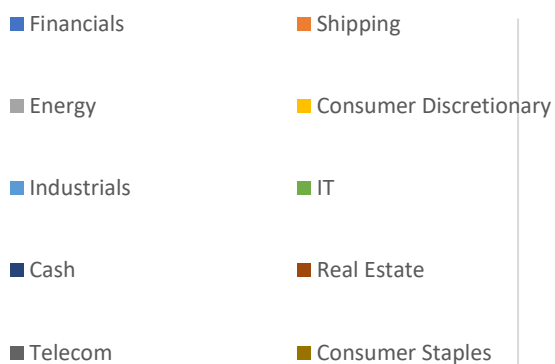 Financials Shipping
Energy Consumer Discretionary
Industrials IT
Cash Real Estate
Telecom Consumer Staples